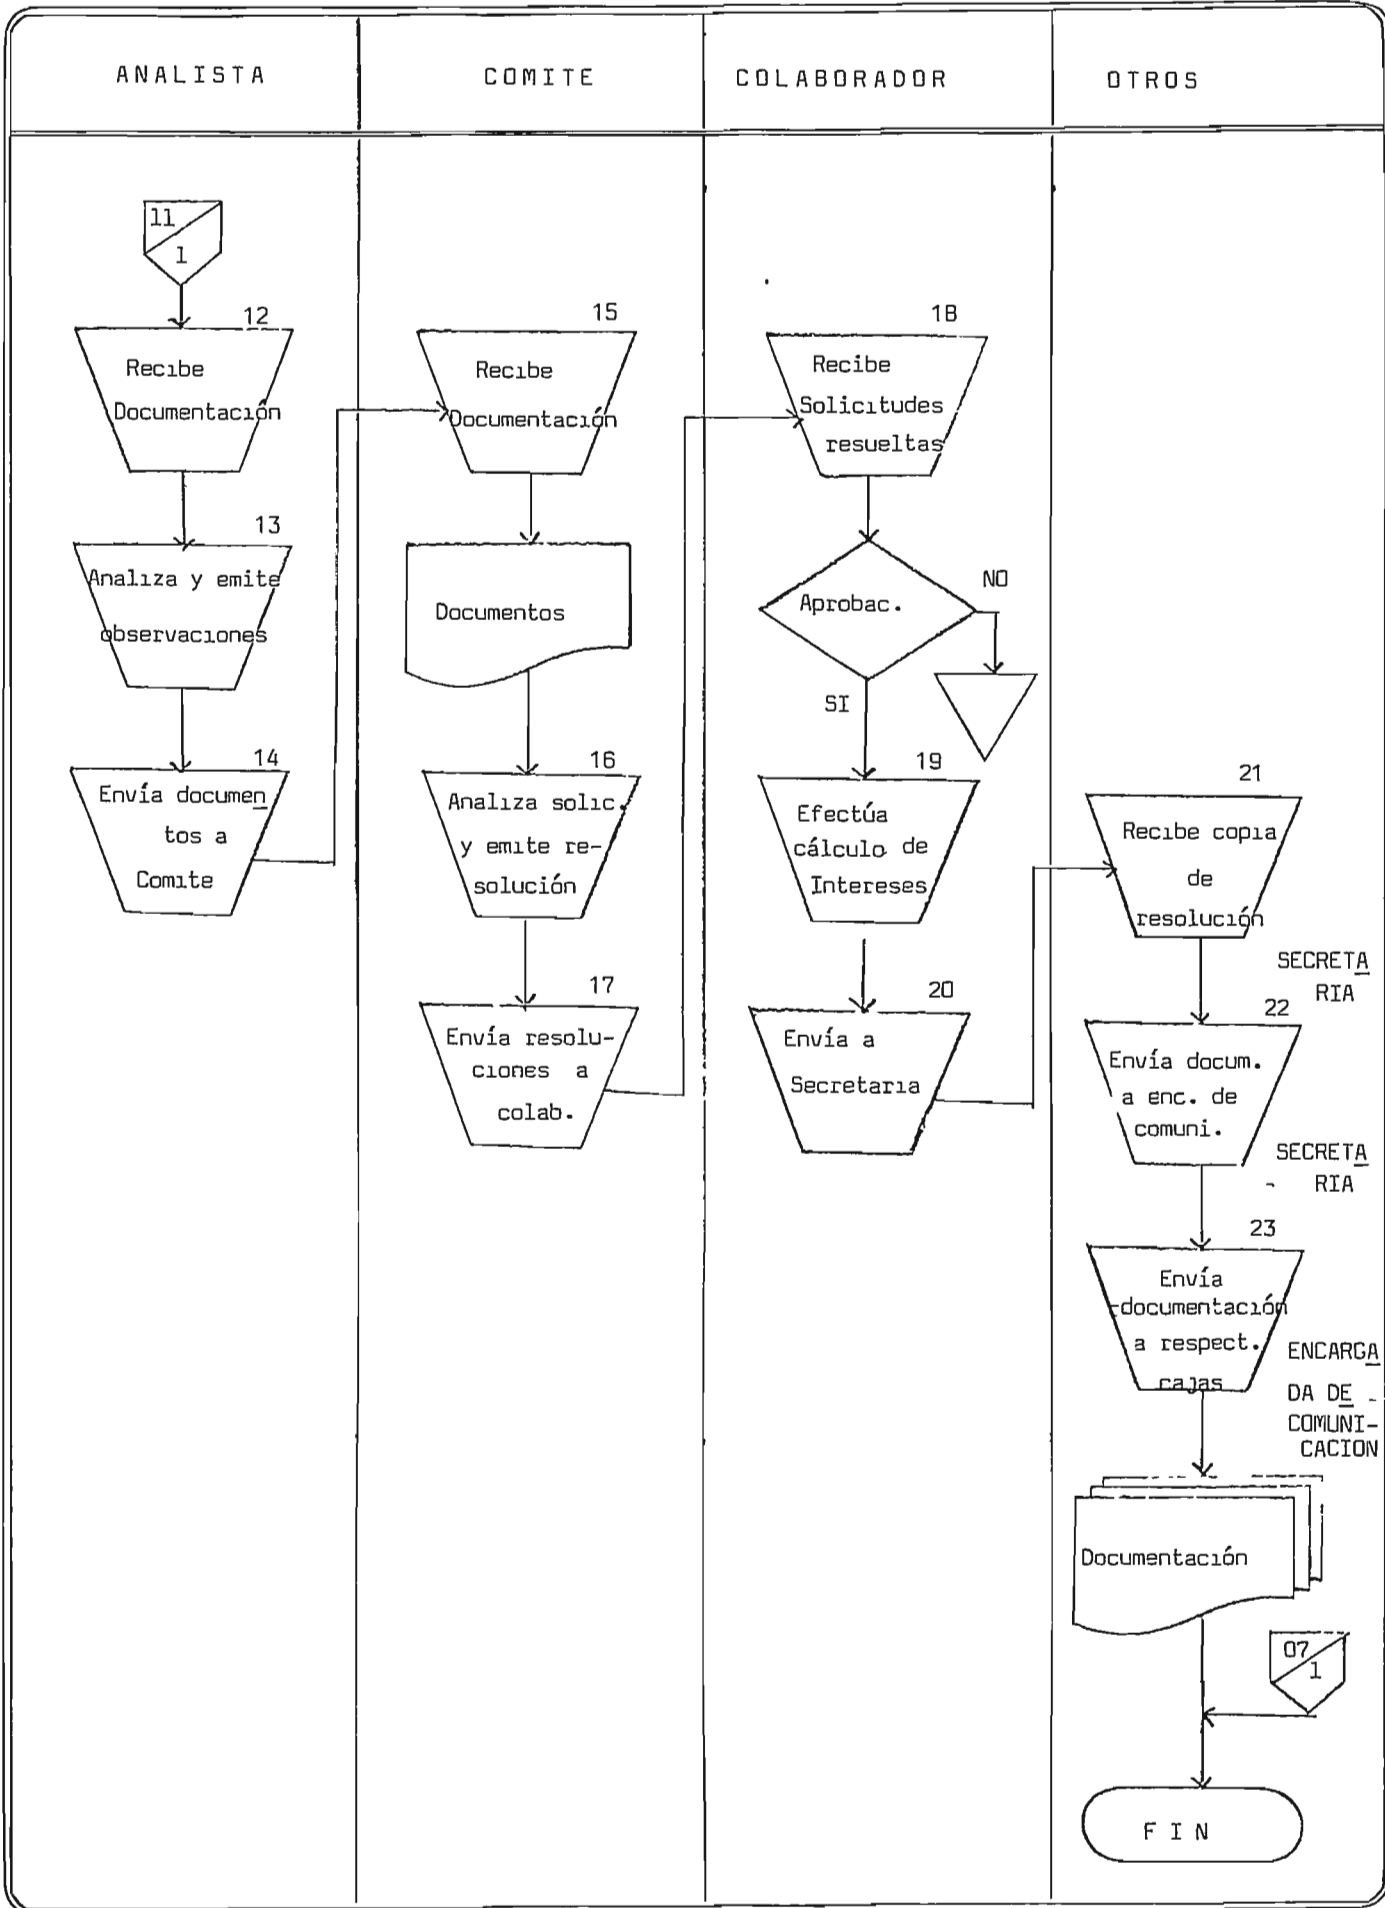 ANALISTA
COMITE
COLABORADOR
OTROS
11
1
12
Recibe
Documentación
13
Analiza y emite
observaciones
14
Envía documen
tos a
Comite
15
Recibe
Documentación
Documentos
16
Analiza solic.
y emite re-
solución
17
Envía resolu-
ciones a
colab.
18
Recibe
Solicitudes
resueltas
Aprobac.
NO
SI
19
Efectúa
cálculo de
Intereses
20
Envía a
Secretaria
21
Recibe copia
de
resolución
SECRETA
RIA
22
Envía docum.
a enc. de
comuni.
SECRETA
RIA
23
Envía
documentación
a respect.
cajas
ENCARGA
DA DE
COMUNI-
CACION
Documentación
07
1
FIN